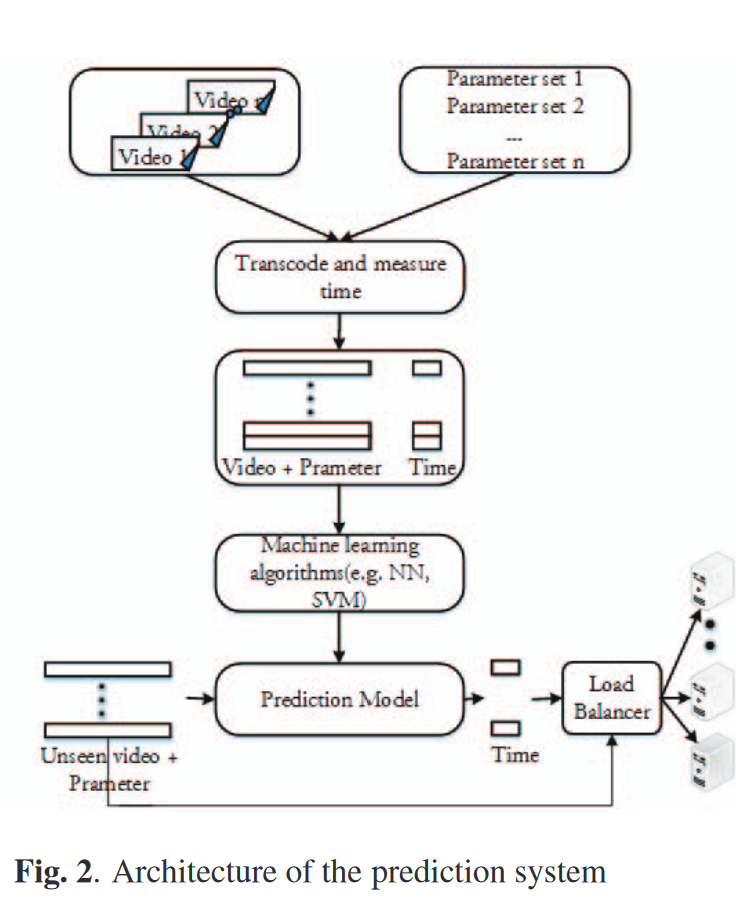 Video n
Video 2
Video 1
Parameter set 1
Parameter set 2
...
Parameter set n
Transcode and measure
time
Video + Prameter
Time
Machine learning
algorithms(e.g. NN,
SVM)
Prediction Model
Unseen video +
Prameter
Time
Load
Balancer
Fig. 2. Architecture of the prediction system